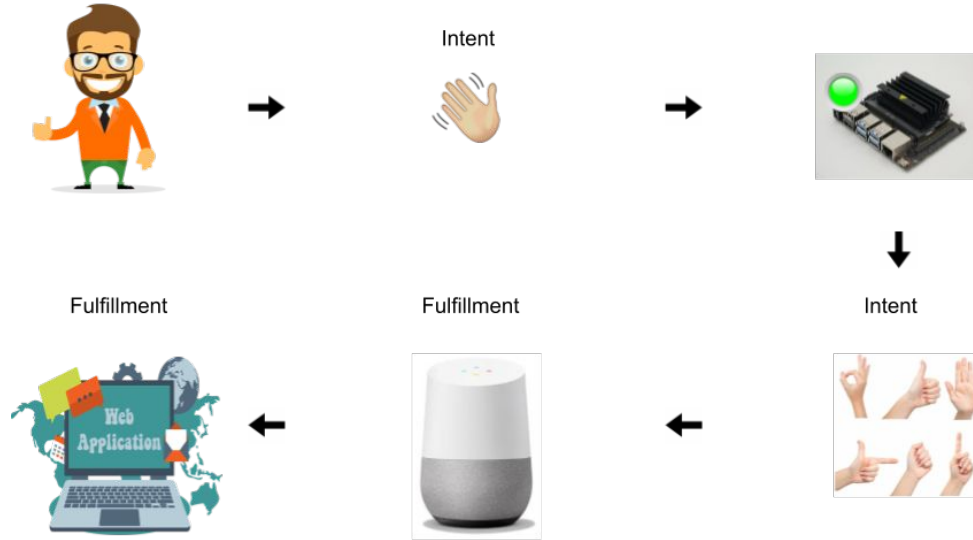 Intent
Fulfillment
Fulfillment
Intent
Web
Application